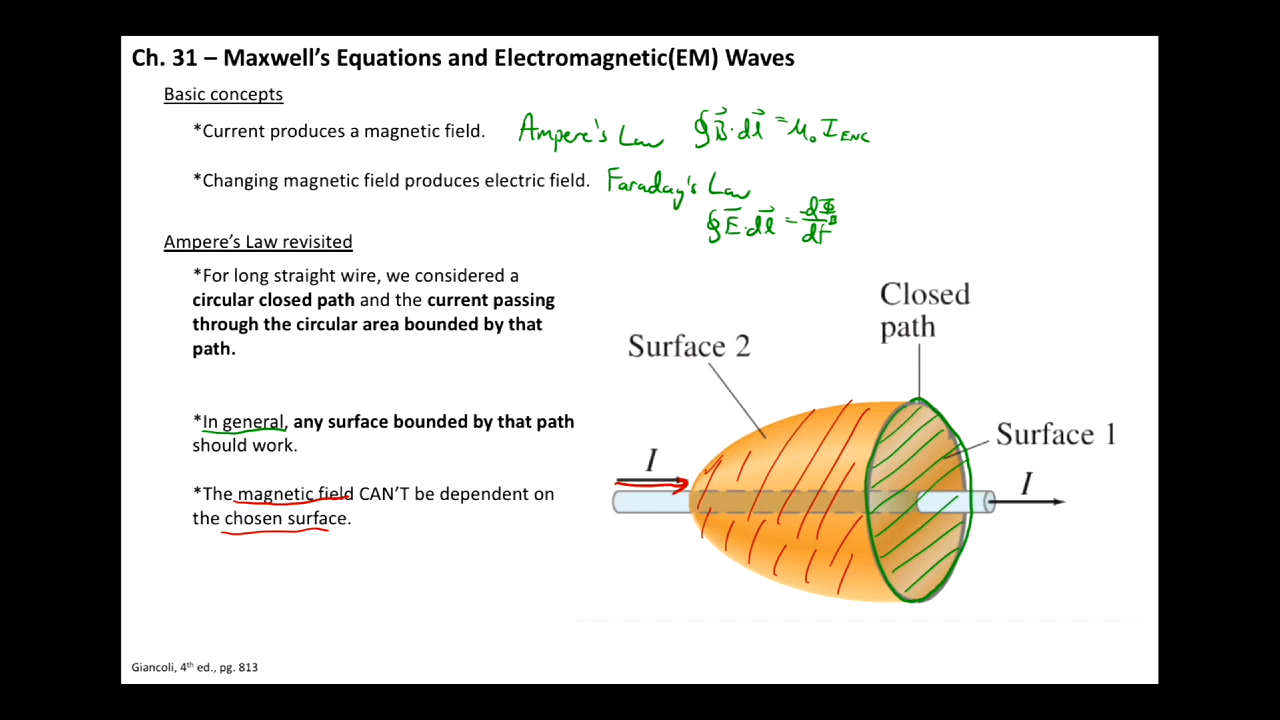 Ch. 31 – Maxwell's Equations and Electromagnetic(EM) Waves
Basic concepts
*Current produces a magnetic field. Ampere's Law ∮B⃗·dl⃗ = μ₀ I ENC
*Changing magnetic field produces electric field. Faraday's Law
∮E⃗·dl⃗ = -dΦB/dt
Ampere's Law revisited
*For long straight wire, we considered a
circular closed path and the current passing
through the circular area bounded by that
path.
*In general, any surface bounded by that path
should work.
*The magnetic field CAN'T be dependent on
the chosen surface.
Closed
path
Surface 2
Surface 1
I
I
Giancoli, 4th ed., pg. 813